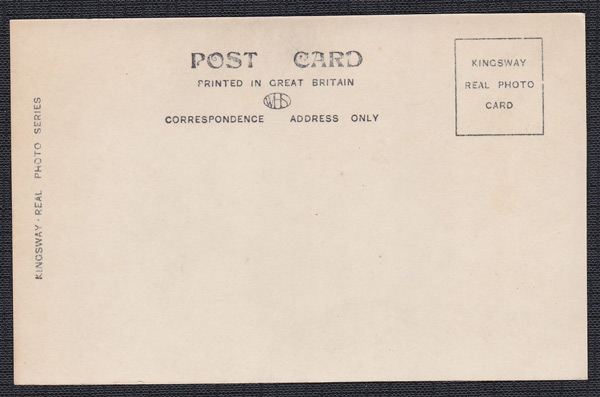 POST CARD
PRINTED IN GREAT BRITAIN
WHS
CORRESPONDENCE ADDRESS ONLY
KINGSWAY
REAL PHOTO
CARD
KINGSWAY - REAL PHOTO SERIES